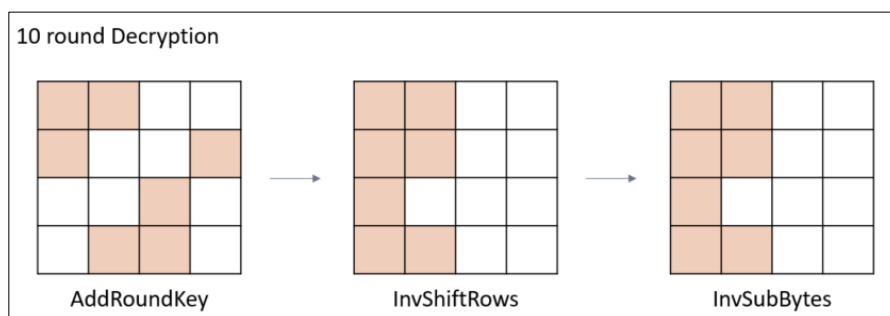 10 round Decryption
AddRoundKey
InvShiftRows
InvSubBytes